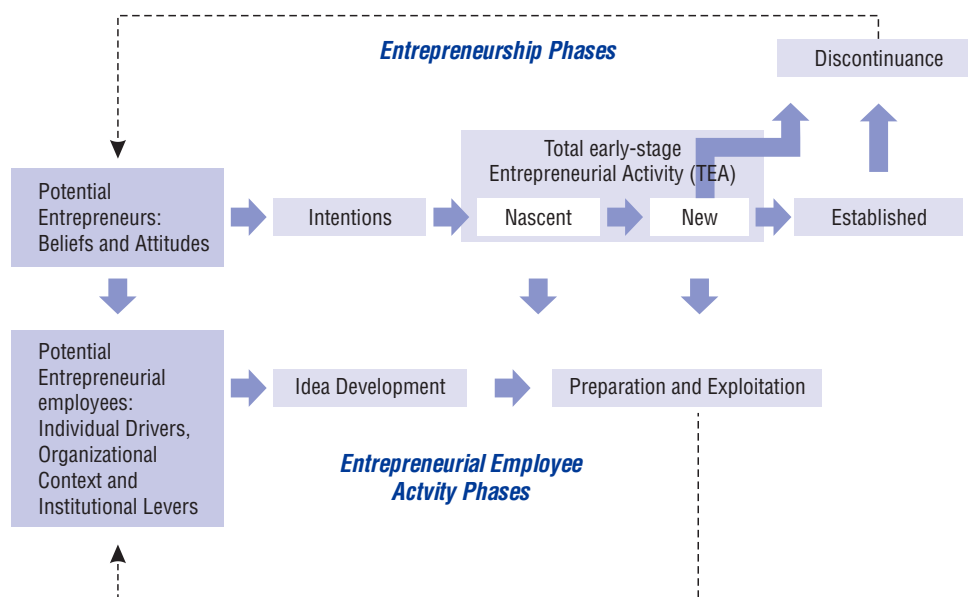 Entrepreneurship Phases
Discontinuance
Total early-stage
Entrepreneurial Activity (TEA)
Potential
Entrepreneurs:
Beliefs and Attitudes
Intentions
Nascent
New
Established
Potential
Entrepreneurial
employees:
Individual Drivers,
Organizational
Context and
Institutional Levers
Idea Development
Preparation and Exploitation
Entrepreneurial Employee
Actvity Phases